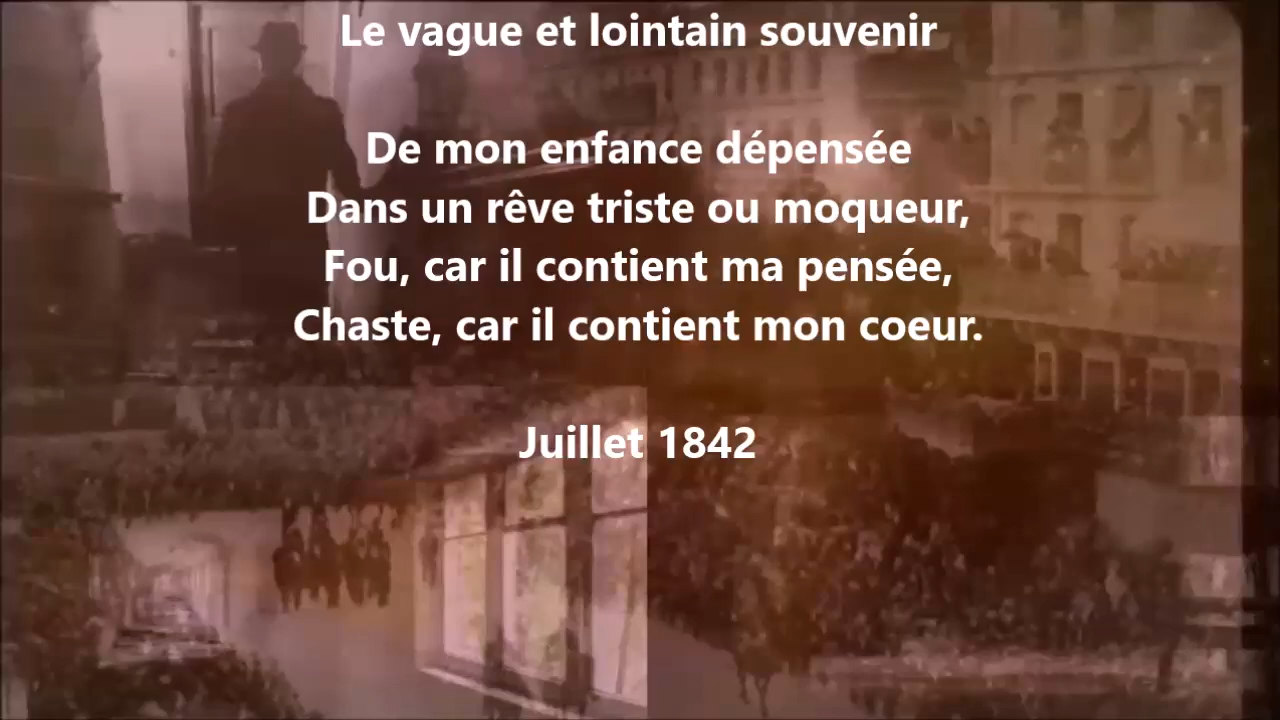 Le vague et lointain souvenir
De mon enfance dépensée
Dans un rêve triste ou moqueur,
Fou, car il contient ma pensée,
Chaste, car il contient mon coeur.
Juillet 1842